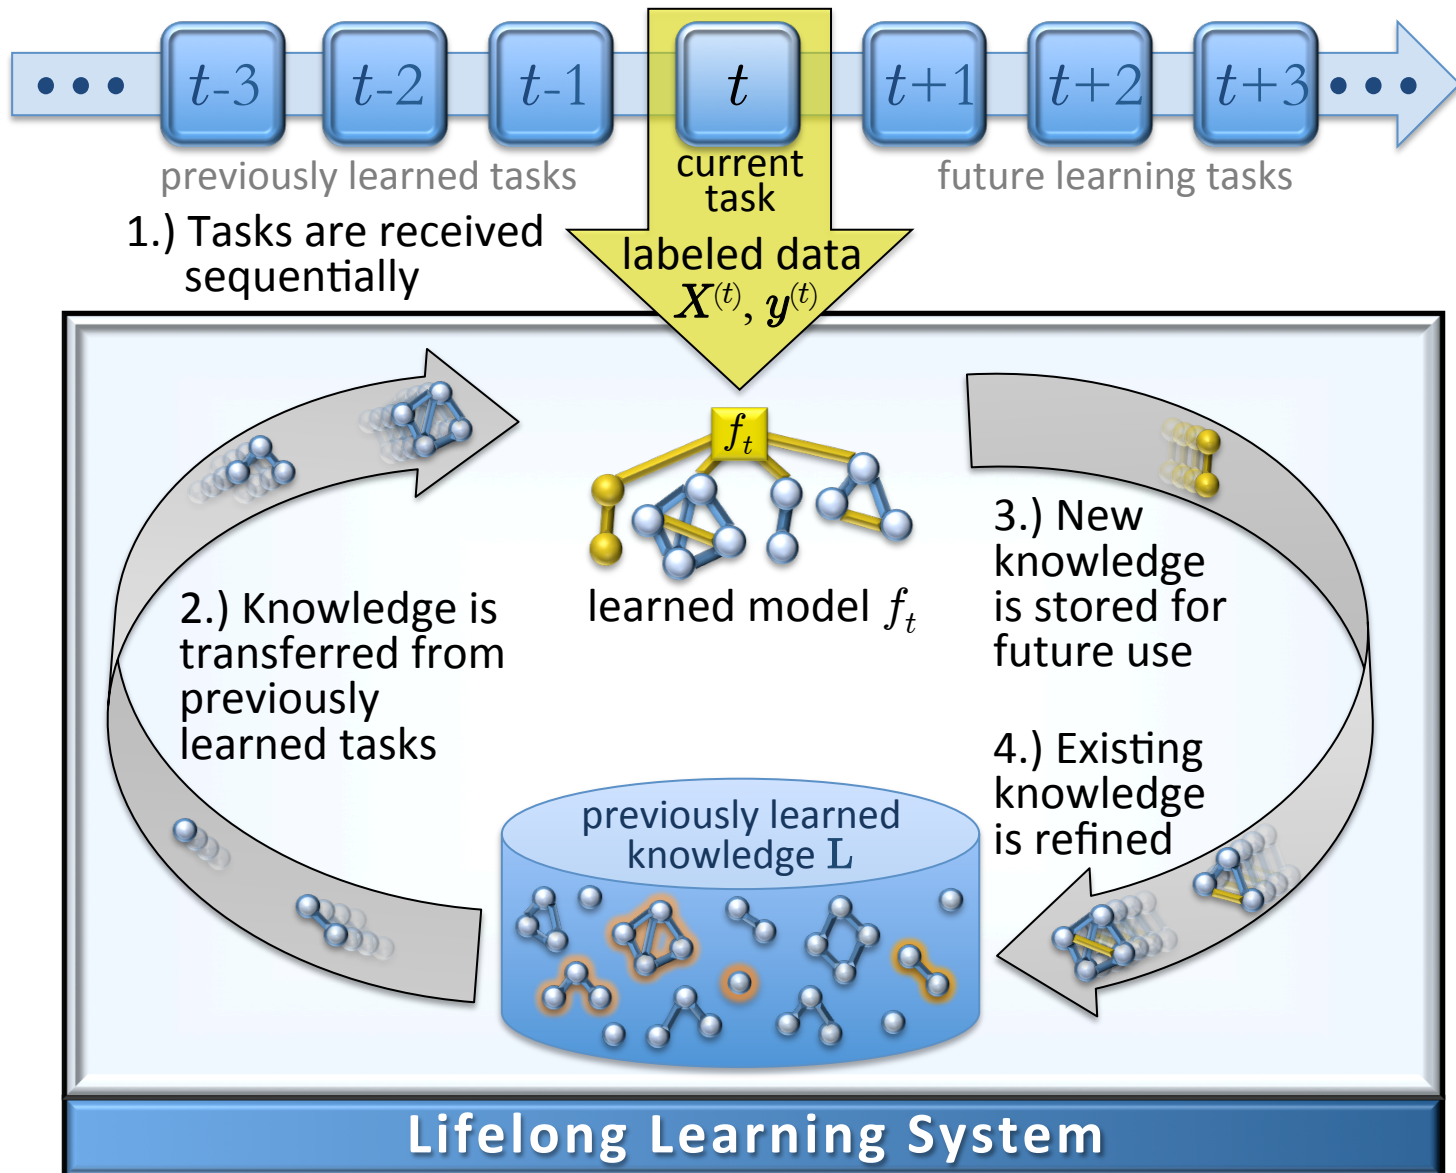 ••• t-3 t-2 t-1 t t+1 t+2 t+3 •••
previously learned tasks
current
task
future learning tasks
1.) Tasks are received
sequentially
labeled data
X(t), y(t)
f_t
learned model f_t
2.) Knowledge is
transferred from
previously
learned tasks
3.) New
knowledge
is stored for
future use
4.) Existing
knowledge
is refined
previously learned
knowledge L
Lifelong Learning System